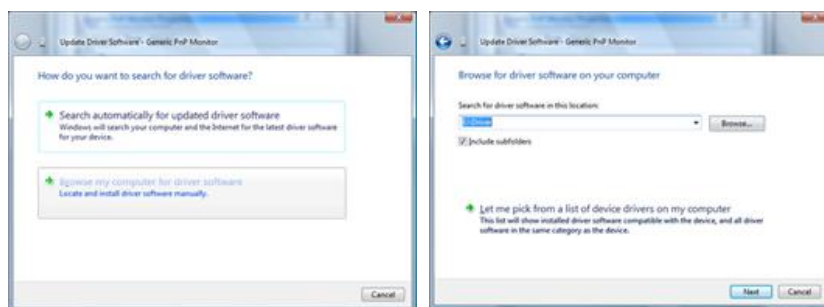 Update Driver Software - Generic PnP Monitor
How do you want to search for driver software?
Search automatically for updated driver software
Windows will search your computer and the Internet for the latest driver software
for your device.
Browse my computer for driver software
Locate and install driver software manually.
Cancel
Update Driver Software - Generic PnP Monitor
Browse for driver software on your computer
Search for driver software in this location:
Browse...
Include subfolders
Let me pick from a list of device drivers on my computer
This list will show installed driver software compatible with the device, and all driver
software in the same category as the device.
Next
Cancel